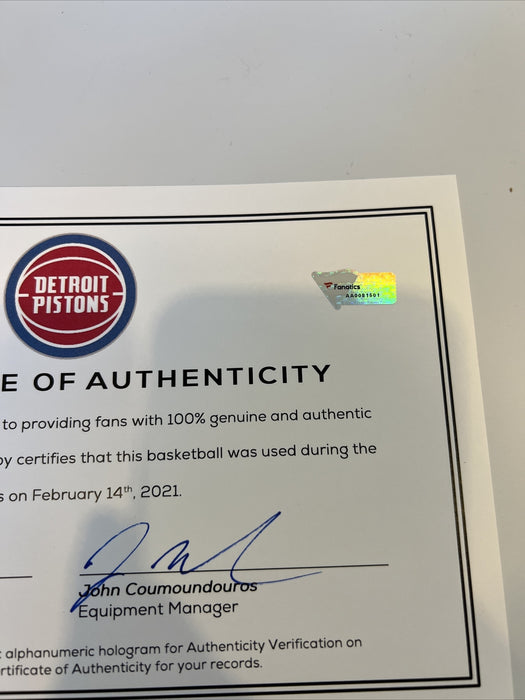 DETROIT
PISTONS
Fanatics
AA0081501
E OF AUTHENTICITY
to providing fans with 100% genuine and authentic
by certifies that this basketball was used during the
s on February 14th, 2021.
John Coumoundouros
Equipment Manager
alphanumeric hologram for Authenticity Verification on
rtificate of Authenticity for your records.